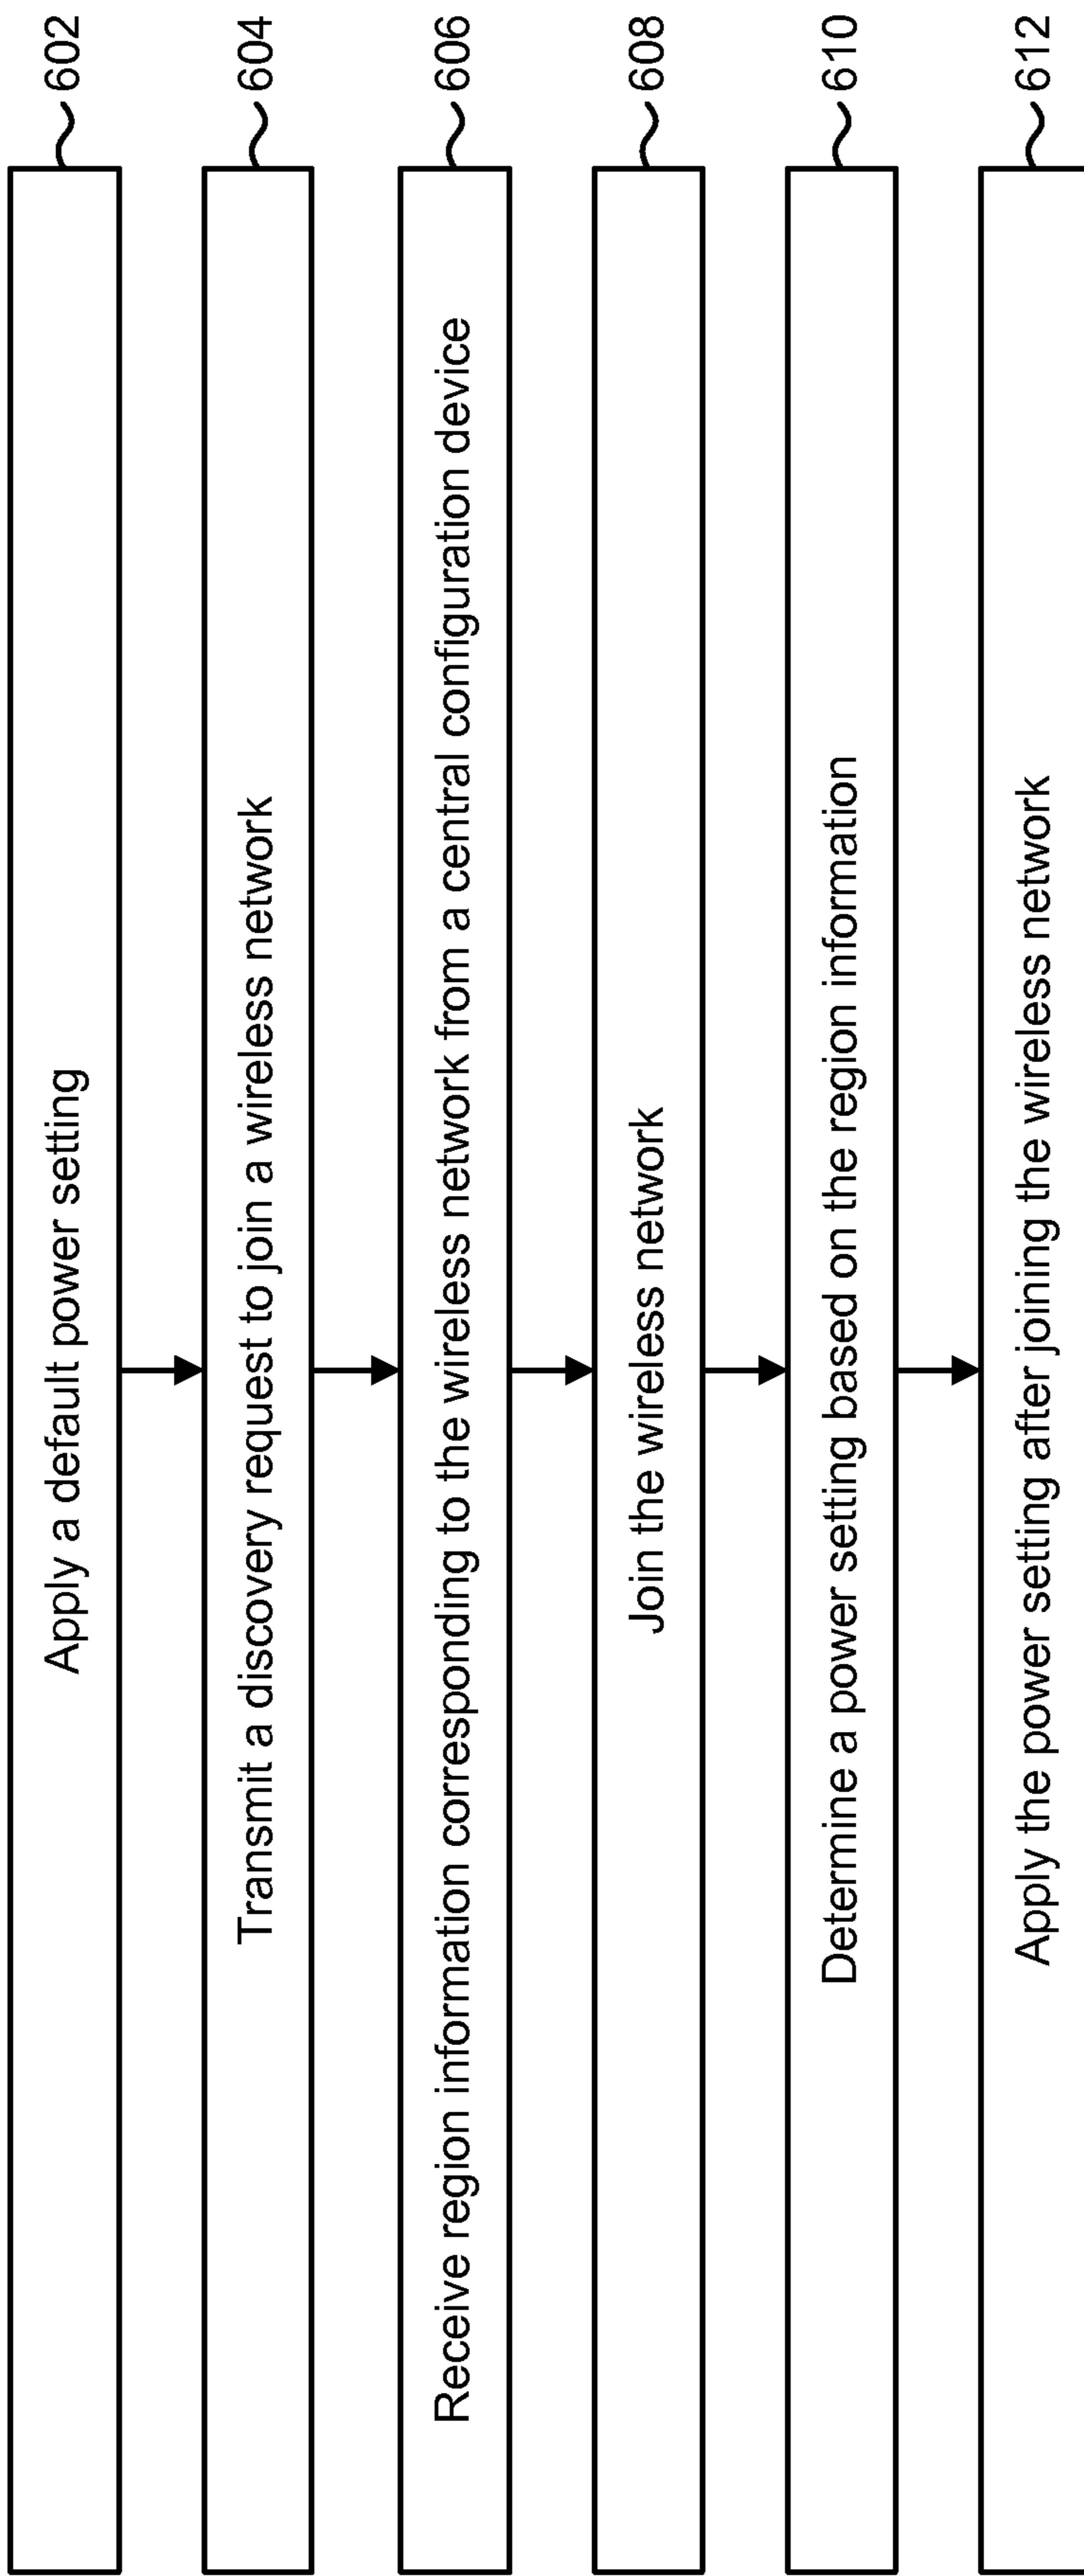 Apply a default power setting
602
Transmit a discovery request to join a wireless network
604
Receive region information corresponding to the wireless network from a central configuration device
606
Join the wireless network
608
Determine a power setting based on the region information
610
Apply the power setting after joining the wireless network
612